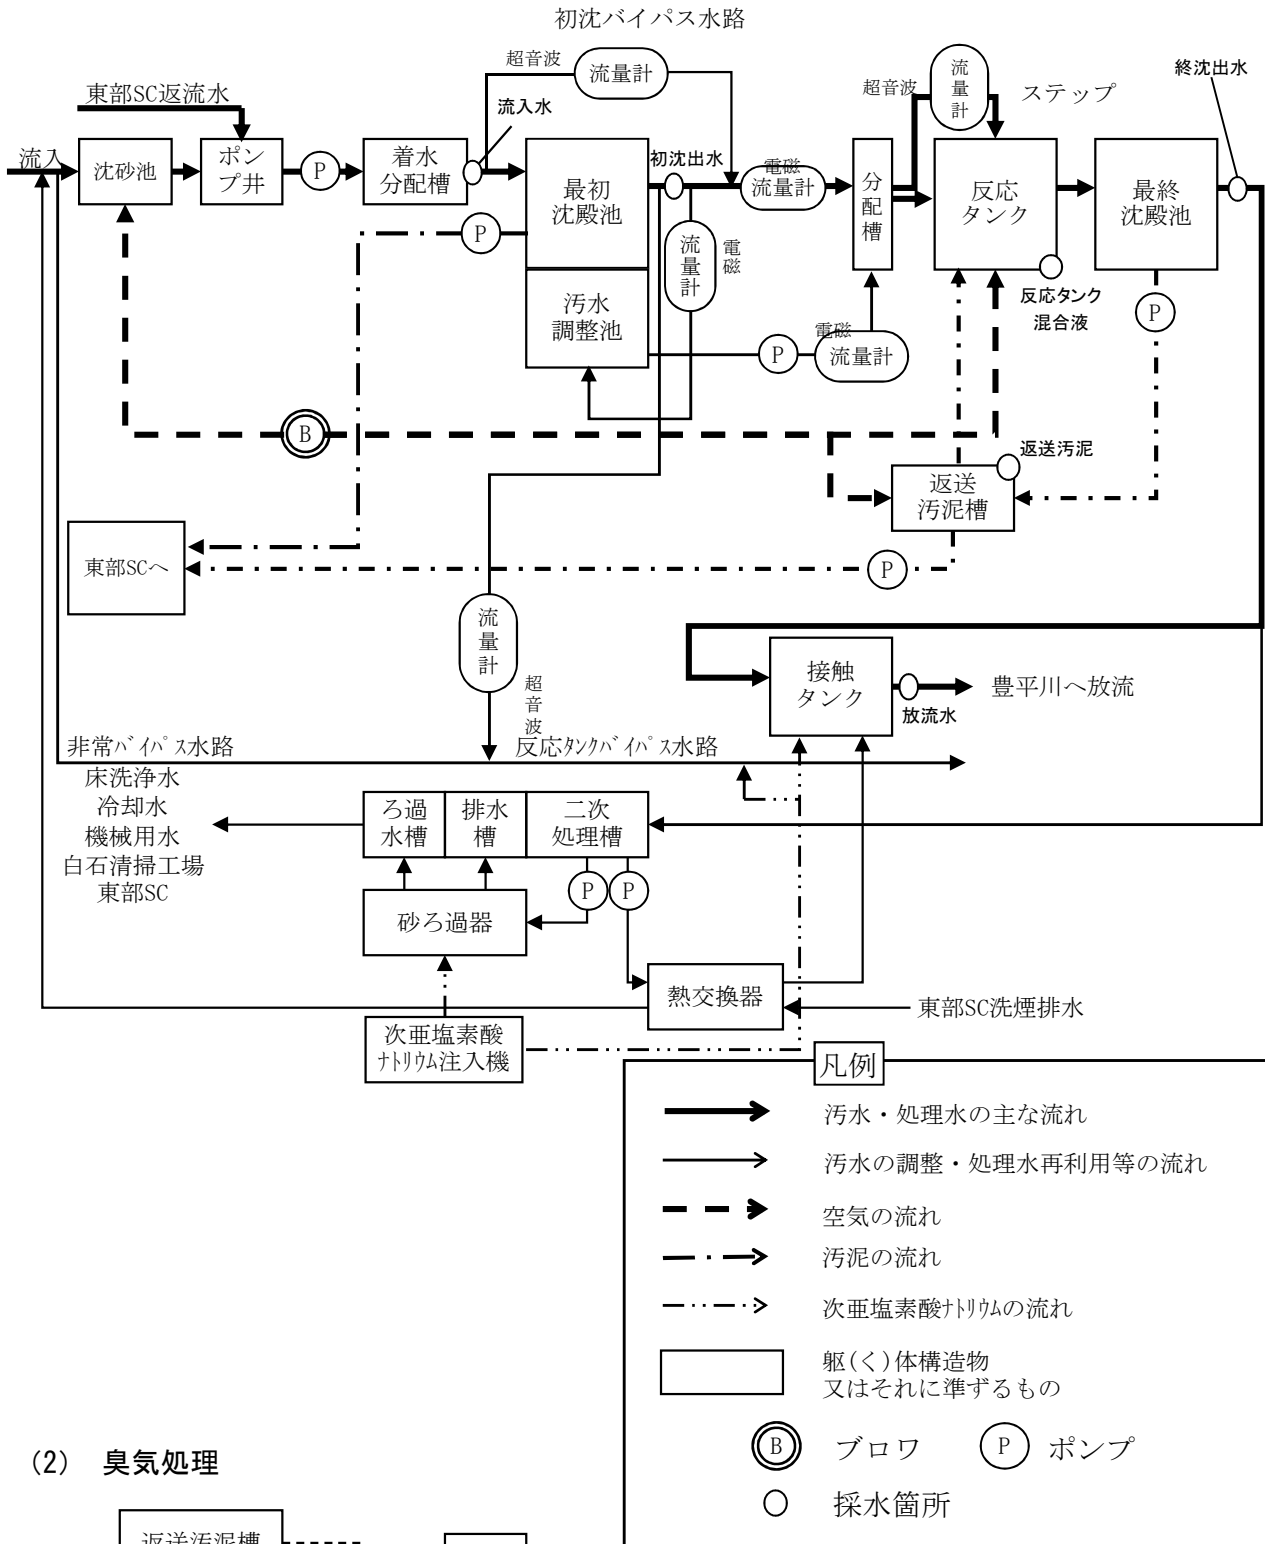 初沈バイパス水路
超音波
流量計
超音波
流量計
ステップ
終沈出水
東部SC返流水
流入水
流入
沈砂池
ポン
プ井
P
着水
分配槽
最初
沈殿池
初沈出水
電磁
流量計
分配槽
反応
タンク
最終
沈殿池
P
流量計
電磁
汚水
調整池
反応タンク
混合液
P
電磁
P
流量計
B
返送汚泥
返送
汚泥槽
東部SCへ
P
流量計
超音波
接触
タンク
豊平川へ放流
放流水
非常ﾊﾞｲﾊﾟｽ水路
反応ﾀﾝｸﾊﾞｲﾊﾟｽ水路
床洗浄水
冷却水
機械用水
白石清掃工場
東部SC
ろ過
水槽
排水
槽
二次
処理槽
P
P
砂ろ過器
熱交換器
東部SC洗煙排水
次亜塩素酸
ﾅﾄﾘｳﾑ注入機
凡例
汚水・処理水の主な流れ
汚水の調整・処理水再利用等の流れ
空気の流れ
汚泥の流れ
次亜塩素酸ﾅﾄﾘｳﾑの流れ
躯(く)体構造物
又はそれに準ずるもの
B ブロワ P ポンプ
採水箇所
(2) 臭気処理
返送汚泥槽